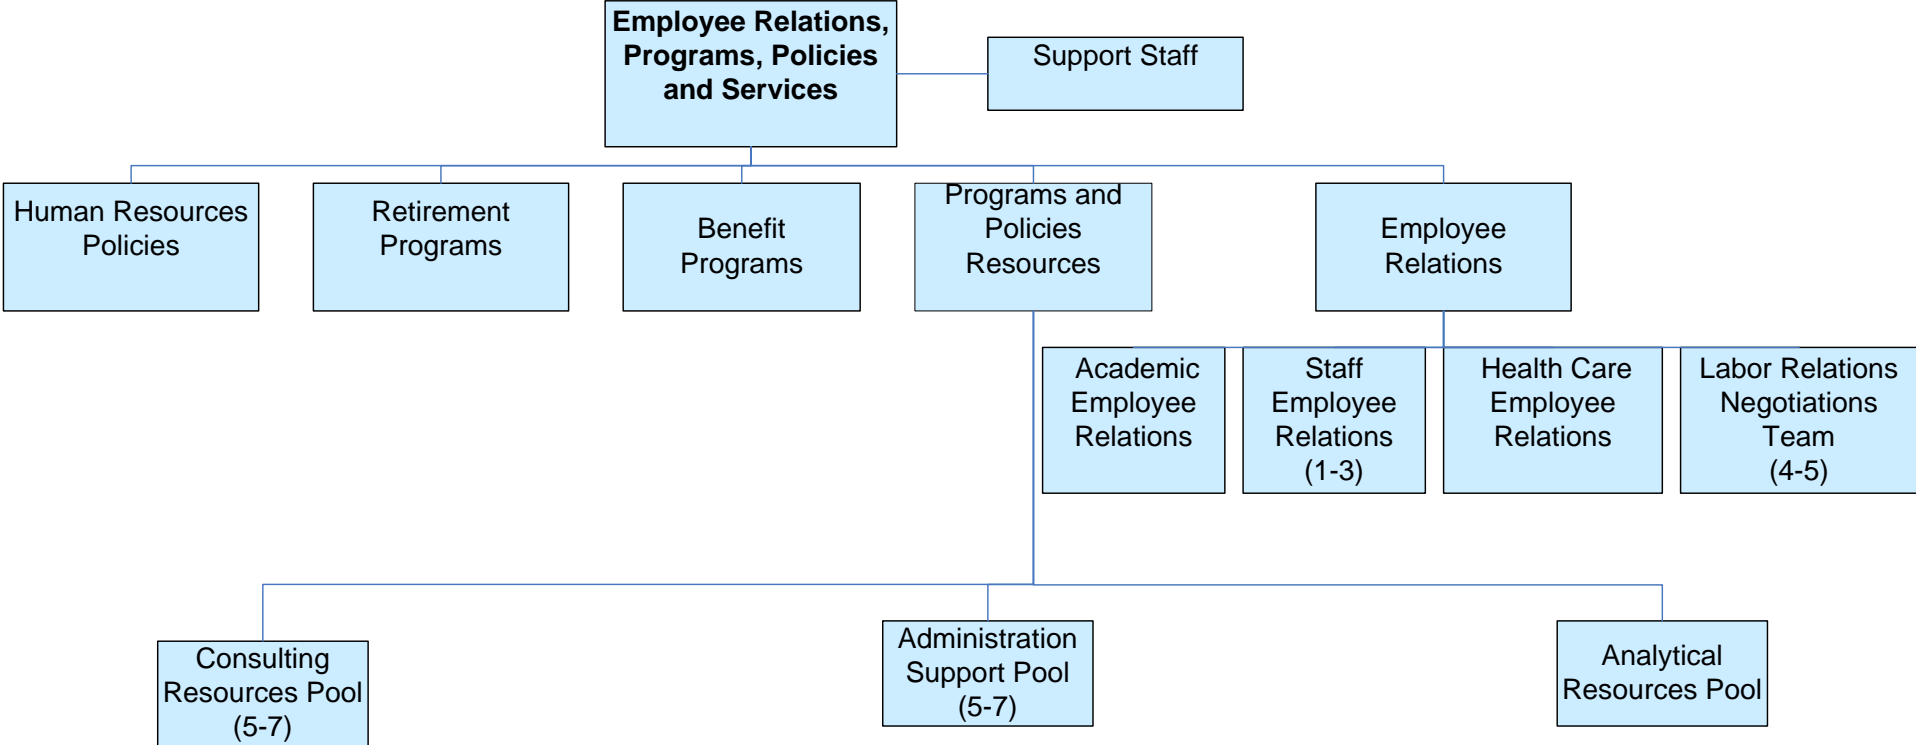 Employee Relations,
Programs, Policies
and Services
Support Staff
Human Resources
Policies
Retirement
Programs
Benefit
Programs
Programs and
Policies
Resources
Employee
Relations
Academic
Employee
Relations
Staff
Employee
Relations
(1-3)
Health Care
Employee
Relations
Labor Relations
Negotiations
Team
(4-5)
Consulting
Resources Pool
(5-7)
Administration
Support Pool
(5-7)
Analytical
Resources Pool